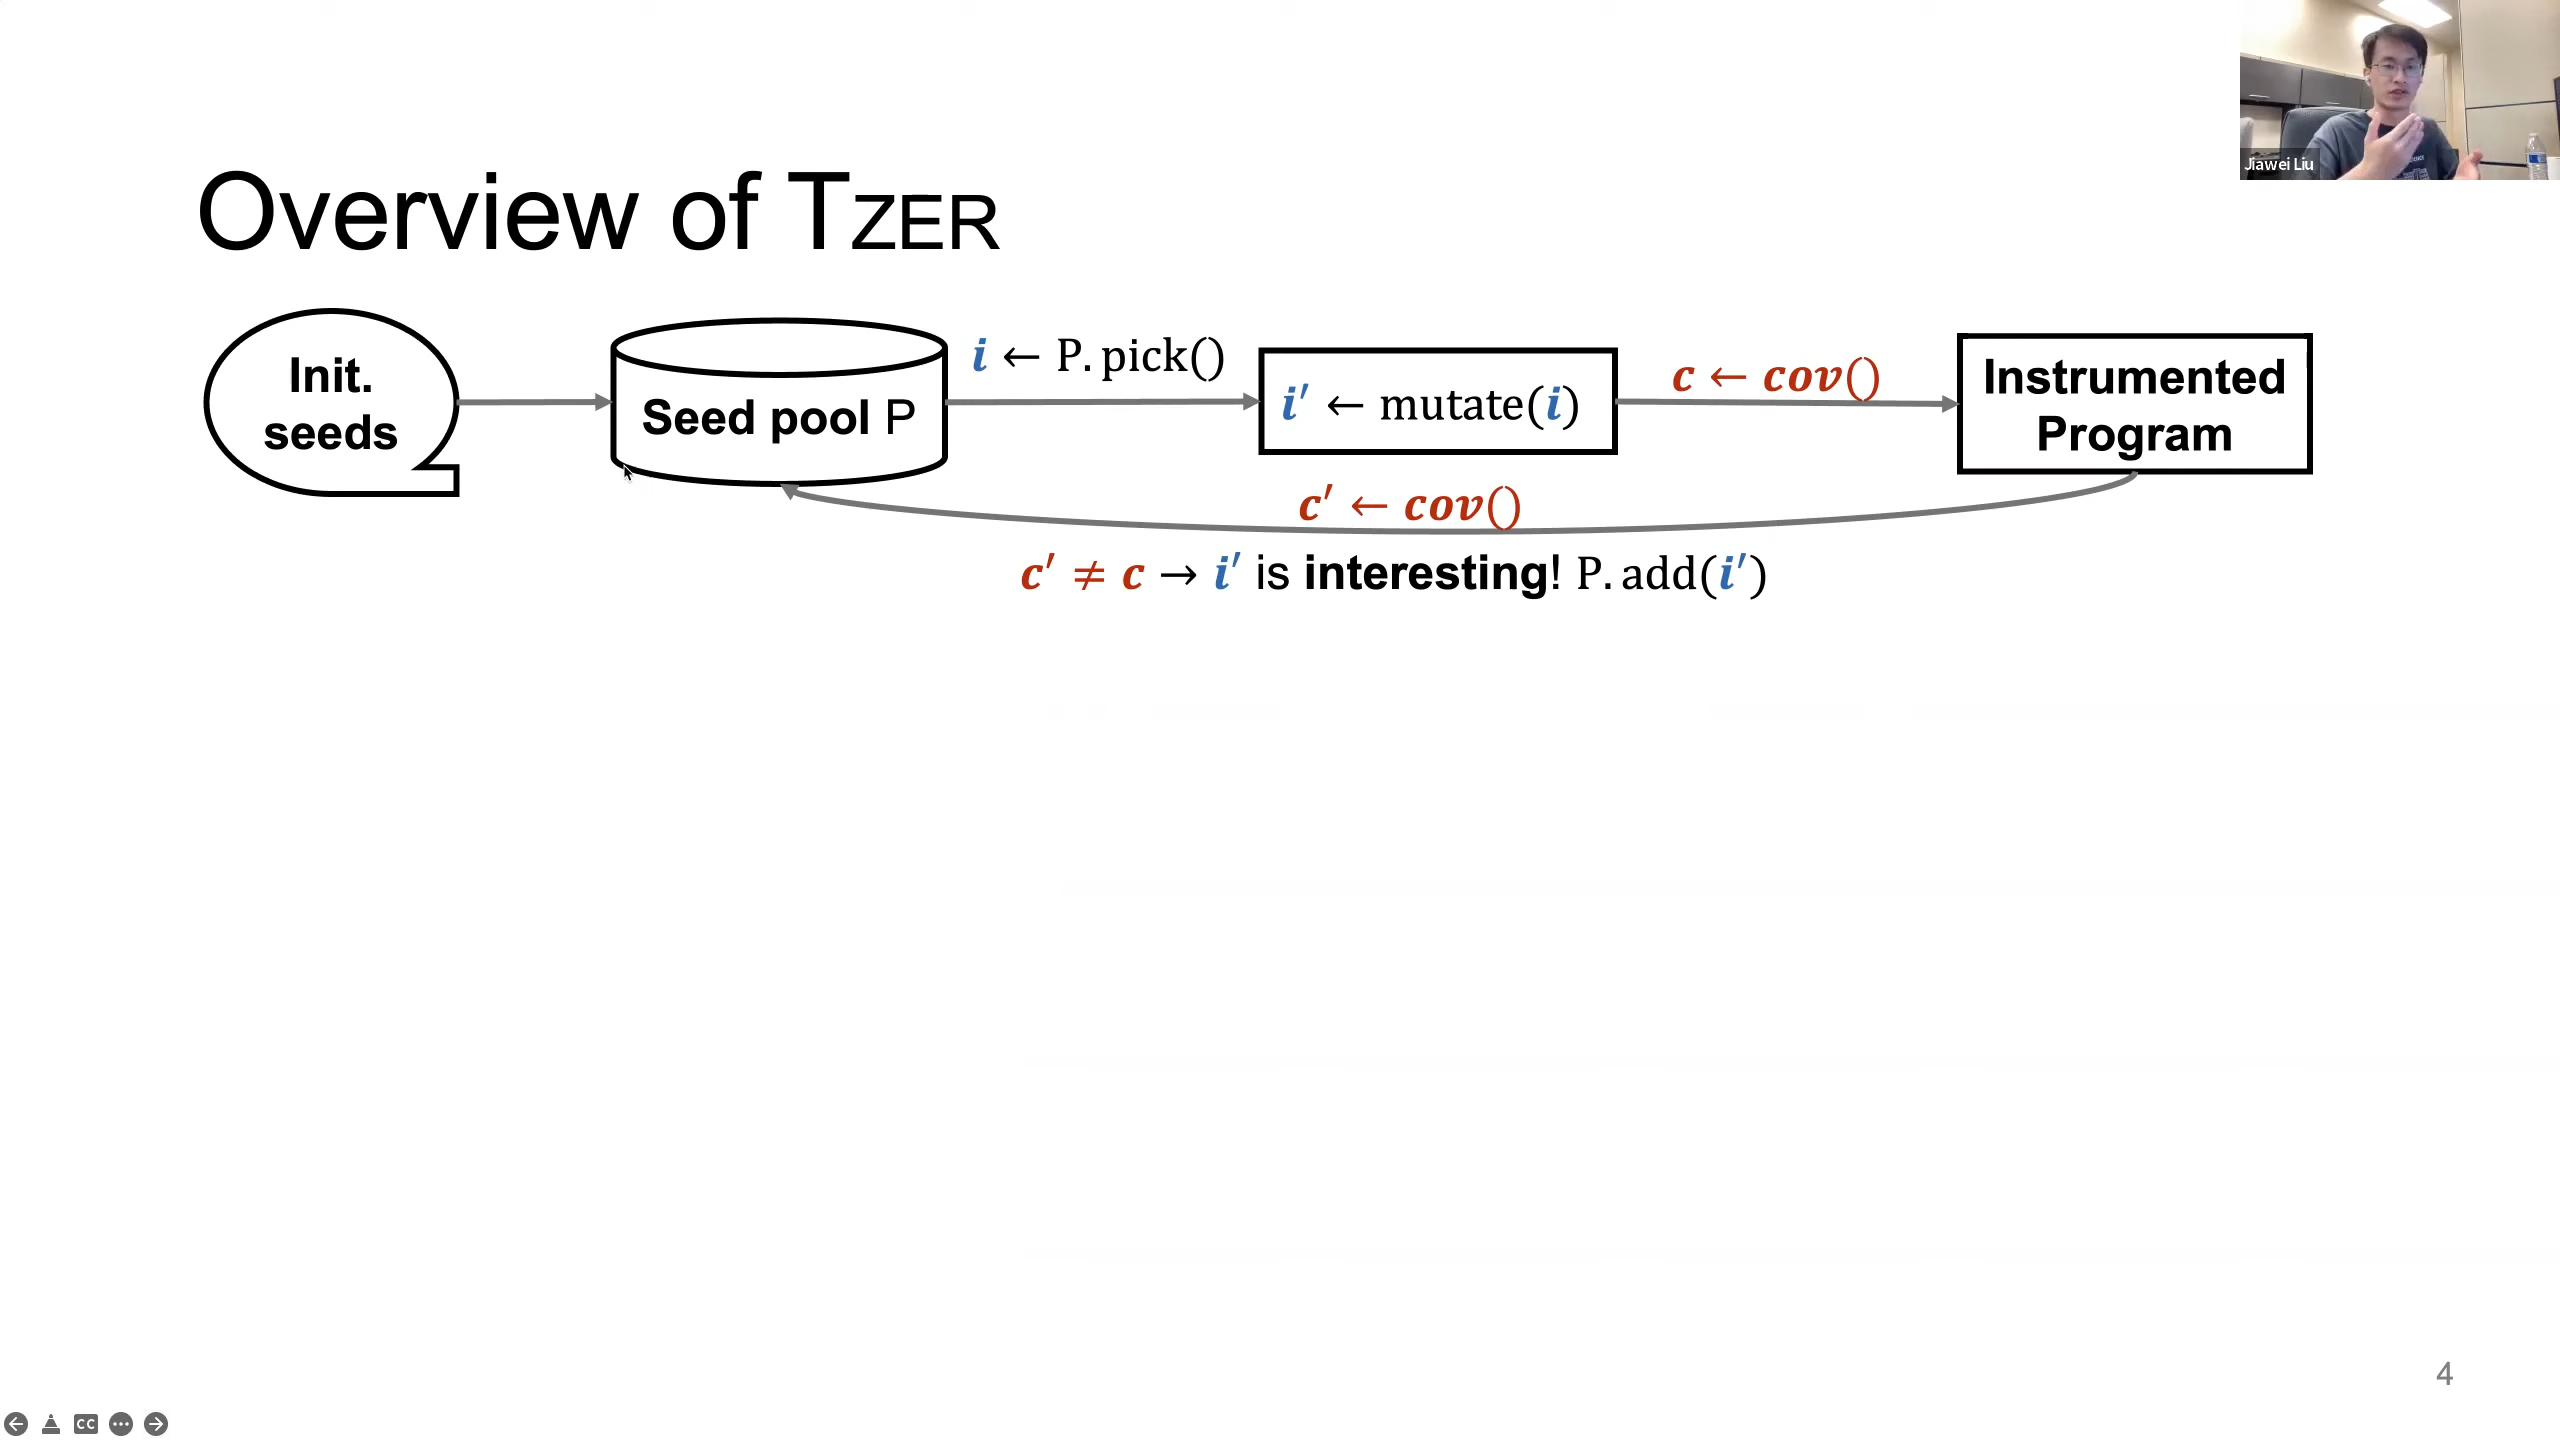 Jiawei Liu
Overview of TZER
Init.
seeds
Seed pool P
i ← P.pick()
i′ ← mutate(i)
c ← cov()
Instrumented
Program
c′ ← cov()
c′ ≠ c → i′ is interesting! P.add(i′)
4
CC